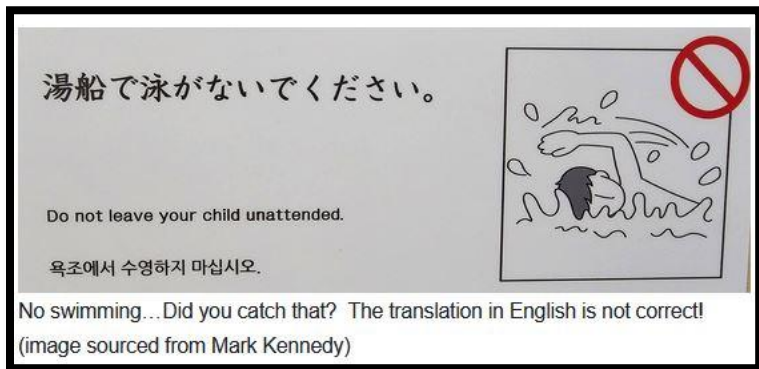 湯船で泳がないでください。
Do not leave your child unattended.
욕조에서 수영하지 마십시오.
No swimming…Did you catch that?  The translation in English is not correct!
(image sourced from Mark Kennedy)